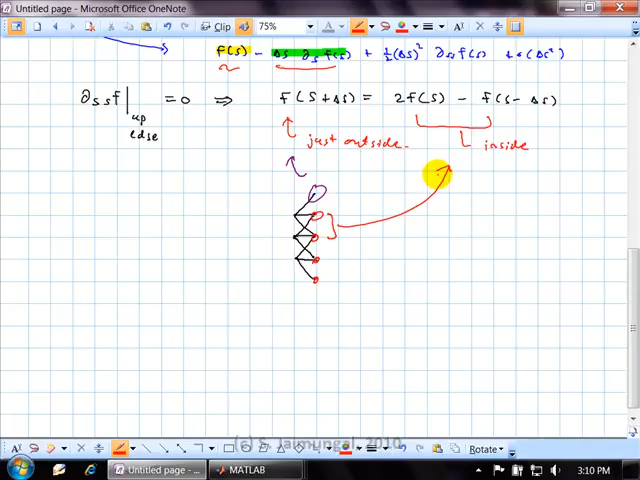 Untitled page - Microsoft Office OneNote
Clip 75%
f(S) - ΔS ∂s f(S) + ½(ΔS)² ∂ss f(S) + o(ΔS²)
∂ss f | up edge = 0 ⇒ f(S+ΔS) = 2f(S) - f(S-ΔS)
just outside. inside
(c) S. Jaimungal, 2010
Rotate
Untitled page - ...
MATLAB
3:10 PM